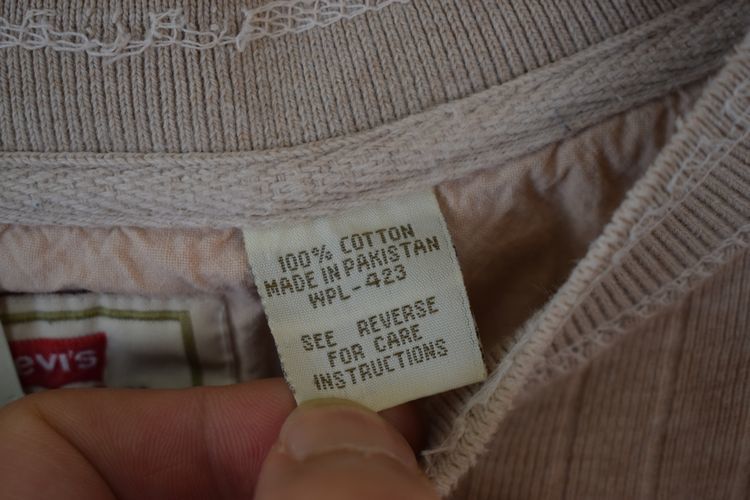 100% COTTON
MADE IN PAKISTAN
WPL-423
SEE REVERSE
FOR CARE
INSTRUCTIONS
evi's